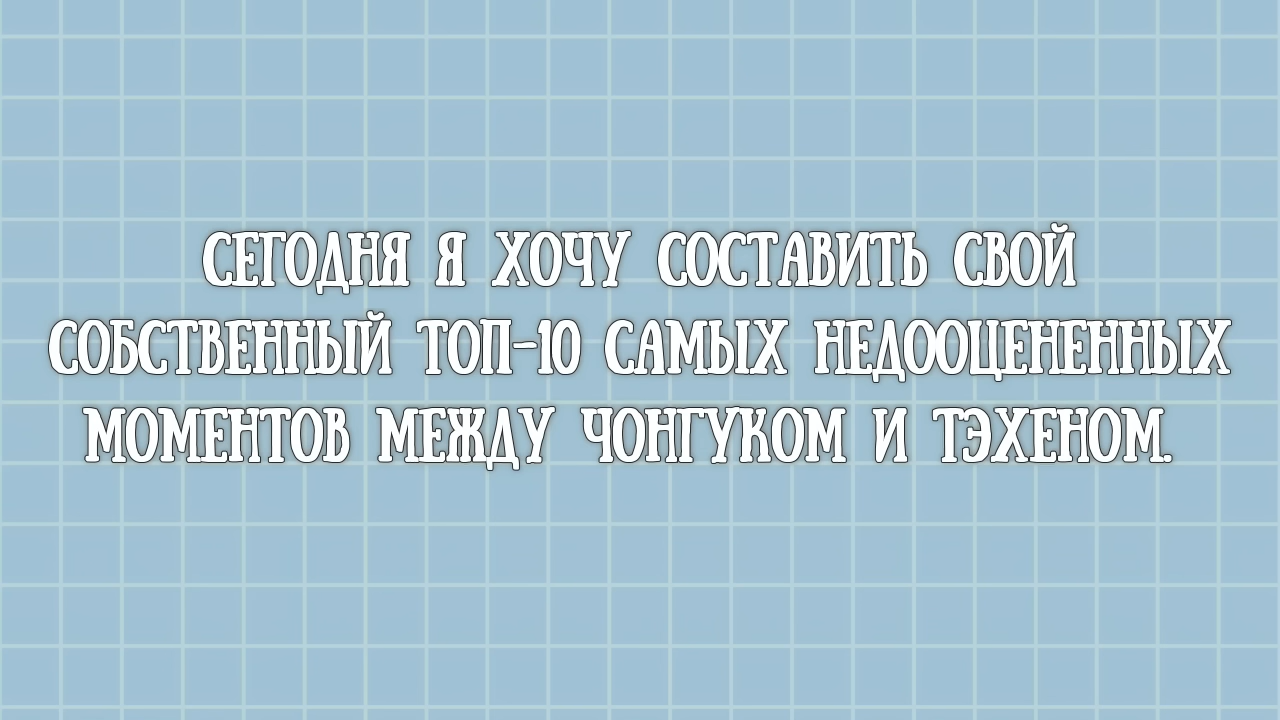 СЕГОДНЯ Я ХОЧУ СОСТАВИТЬ СВОЙ
СОБСТВЕННЫЙ ТОП-10 САМЫХ НЕДООЦЕНЕННЫХ
МОМЕНТОВ МЕЖДУ ЧОНГУКОМ И ТЭХЕНОМ.